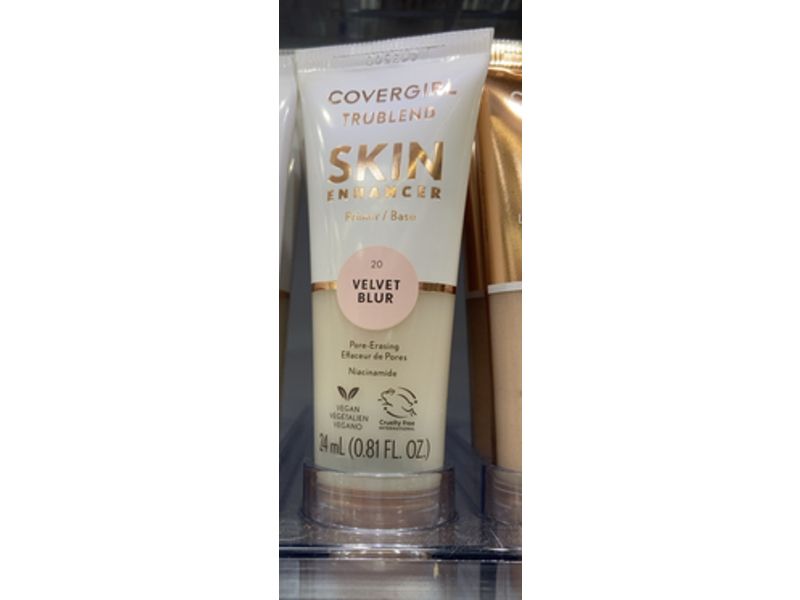 COVERGIRL
TRUBLEND
SKIN
ENHANCER
Primer / Base
20
VELVET
BLUR
Pore-Erasing
Effaceur de Pores
Niacinamide
VEGAN
VÉGÉTALIEN
VEGANO
Cruelty free
INTERNATIONAL
24 mL (0.81 FL. OZ.)